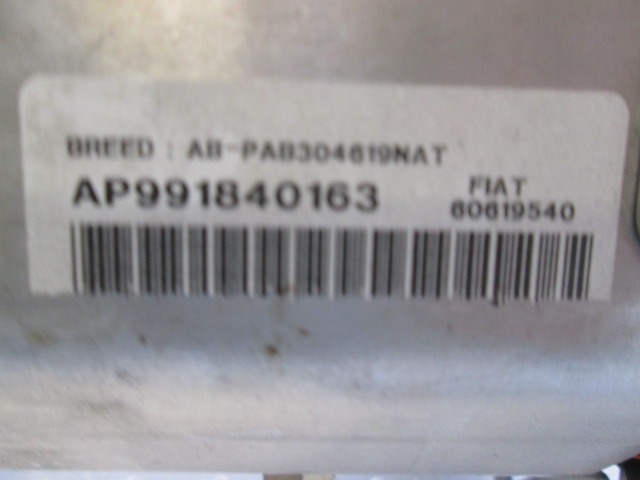 BREED : AB-PAB304619NAT
AP991840163
FIAT
60619540